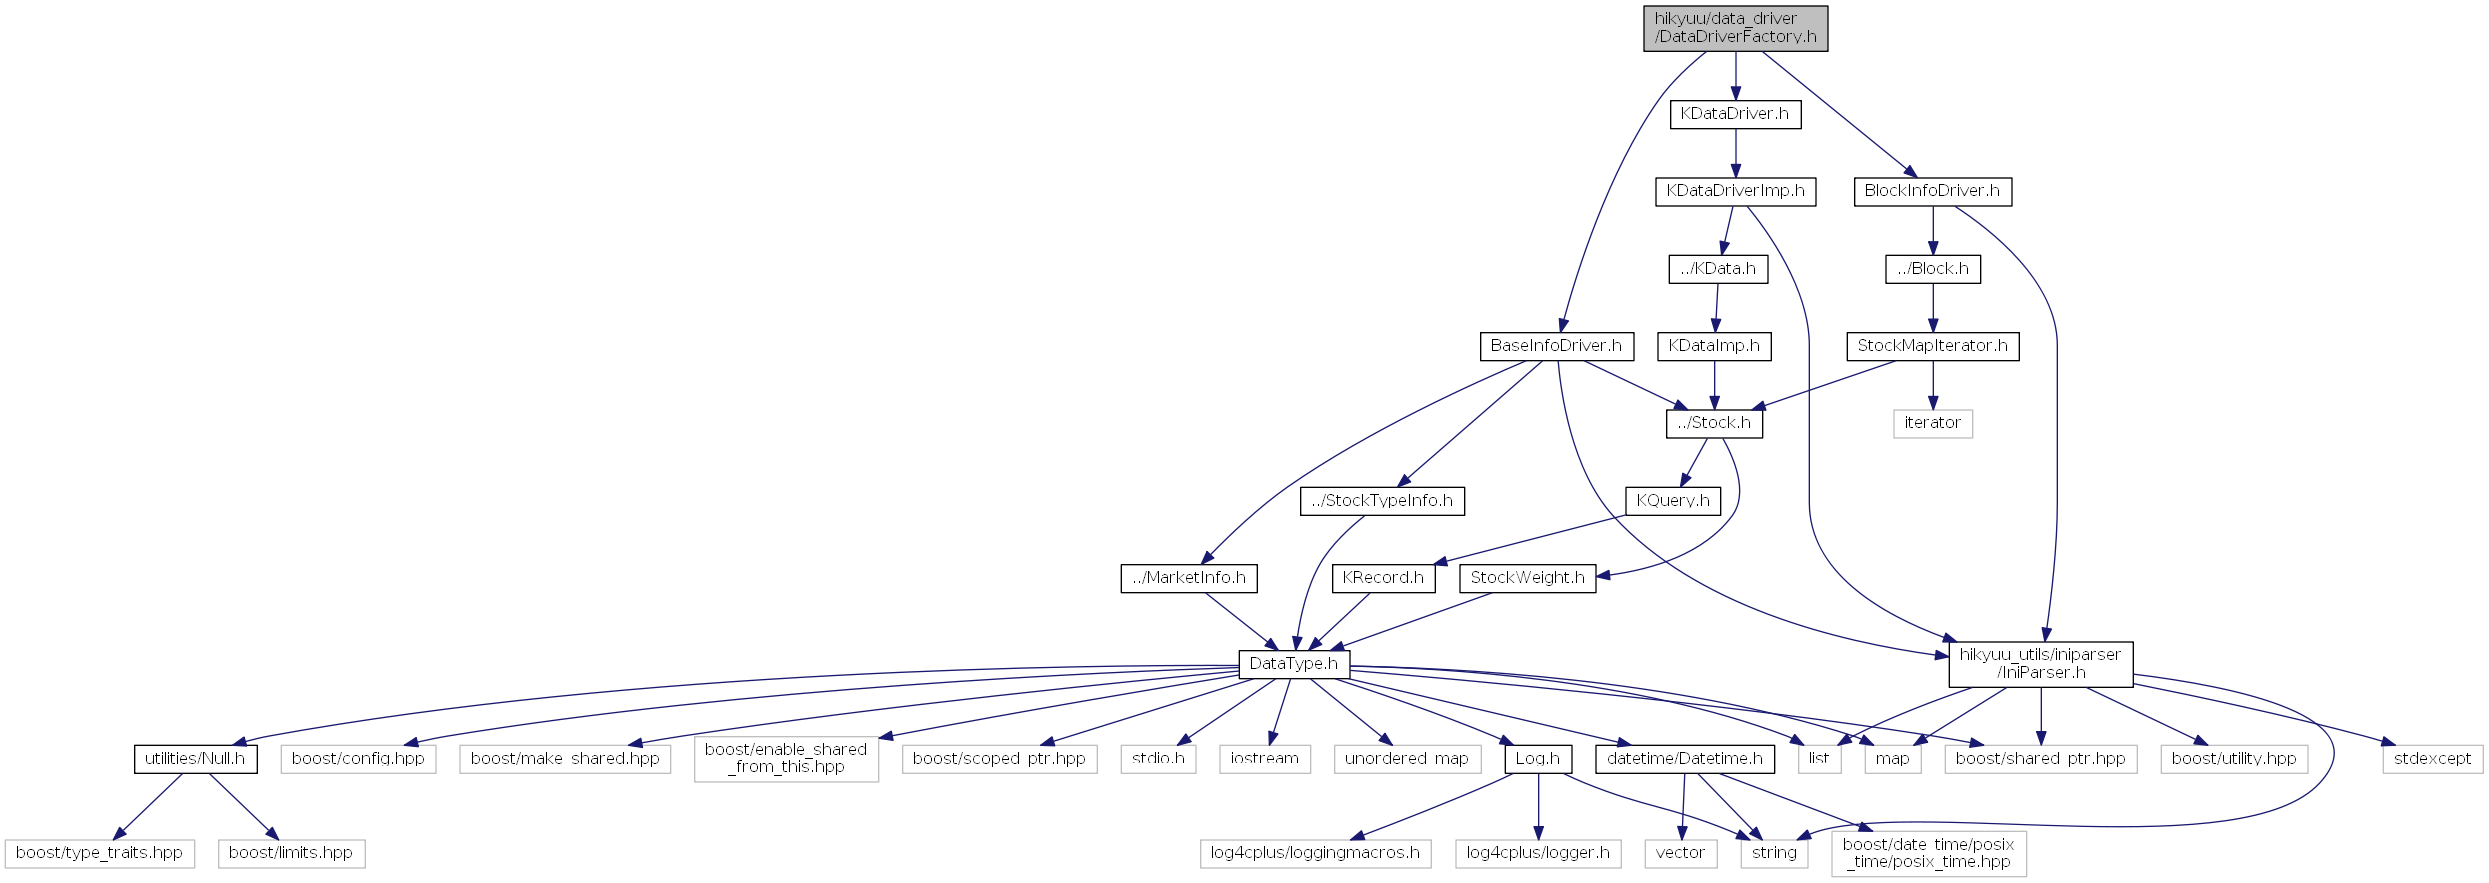 hikyuu/data_driver
/DataDriverFactory.h
KDataDriver.h
KDataDriverImp.h
BlockInfoDriver.h
../KData.h
../Block.h
BaseInfoDriver.h
KDataImp.h
StockMapIterator.h
../Stock.h
iterator
../StockTypeInfo.h
KQuery.h
../MarketInfo.h
KRecord.h
StockWeight.h
DataType.h
hikyuu_utils/iniparser
/IniParser.h
utilities/Null.h
boost/config.hpp
boost/make_shared.hpp
boost/enable_shared
_from_this.hpp
boost/scoped_ptr.hpp
stdio.h
iostream
unordered_map
Log.h
datetime/Datetime.h
list
map
boost/shared_ptr.hpp
boost/utility.hpp
stdexcept
boost/type_traits.hpp
boost/limits.hpp
log4cplus/loggingmacros.h
log4cplus/logger.h
vector
string
boost/date_time/posix
_time/posix_time.hpp